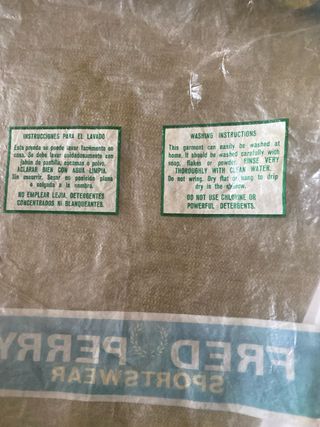 INSTRUCCIONES PARA EL LAVADO
Esta prenda se puede lavar facilmente en
casa. Se debe lavar cuidadosamente con
jabón de pastilla, escamas o polvo.
ACLARAR BIEN CON AGUA LIMPIA.
Sin escurrir. Secar en posición plana
o colgada a la sombra.
NO EMPLEAR LEJIA, DETERGENTES
CONCENTRADOS NI BLANQUEANTES.
WASHING INSTRUCTIONS
This garment can easily be washed at
home. It should be washed carefully with
soap, flakes or powder. RINSE VERY
THOROUGHLY WITH CLEAN WATER.
Do not wring. Dry flat or hang to drip
dry in the shadow.
DO NOT USE CHLORINE OR
POWERFUL DETERGENTS.
FRED PERRY
SPORTSWEAR